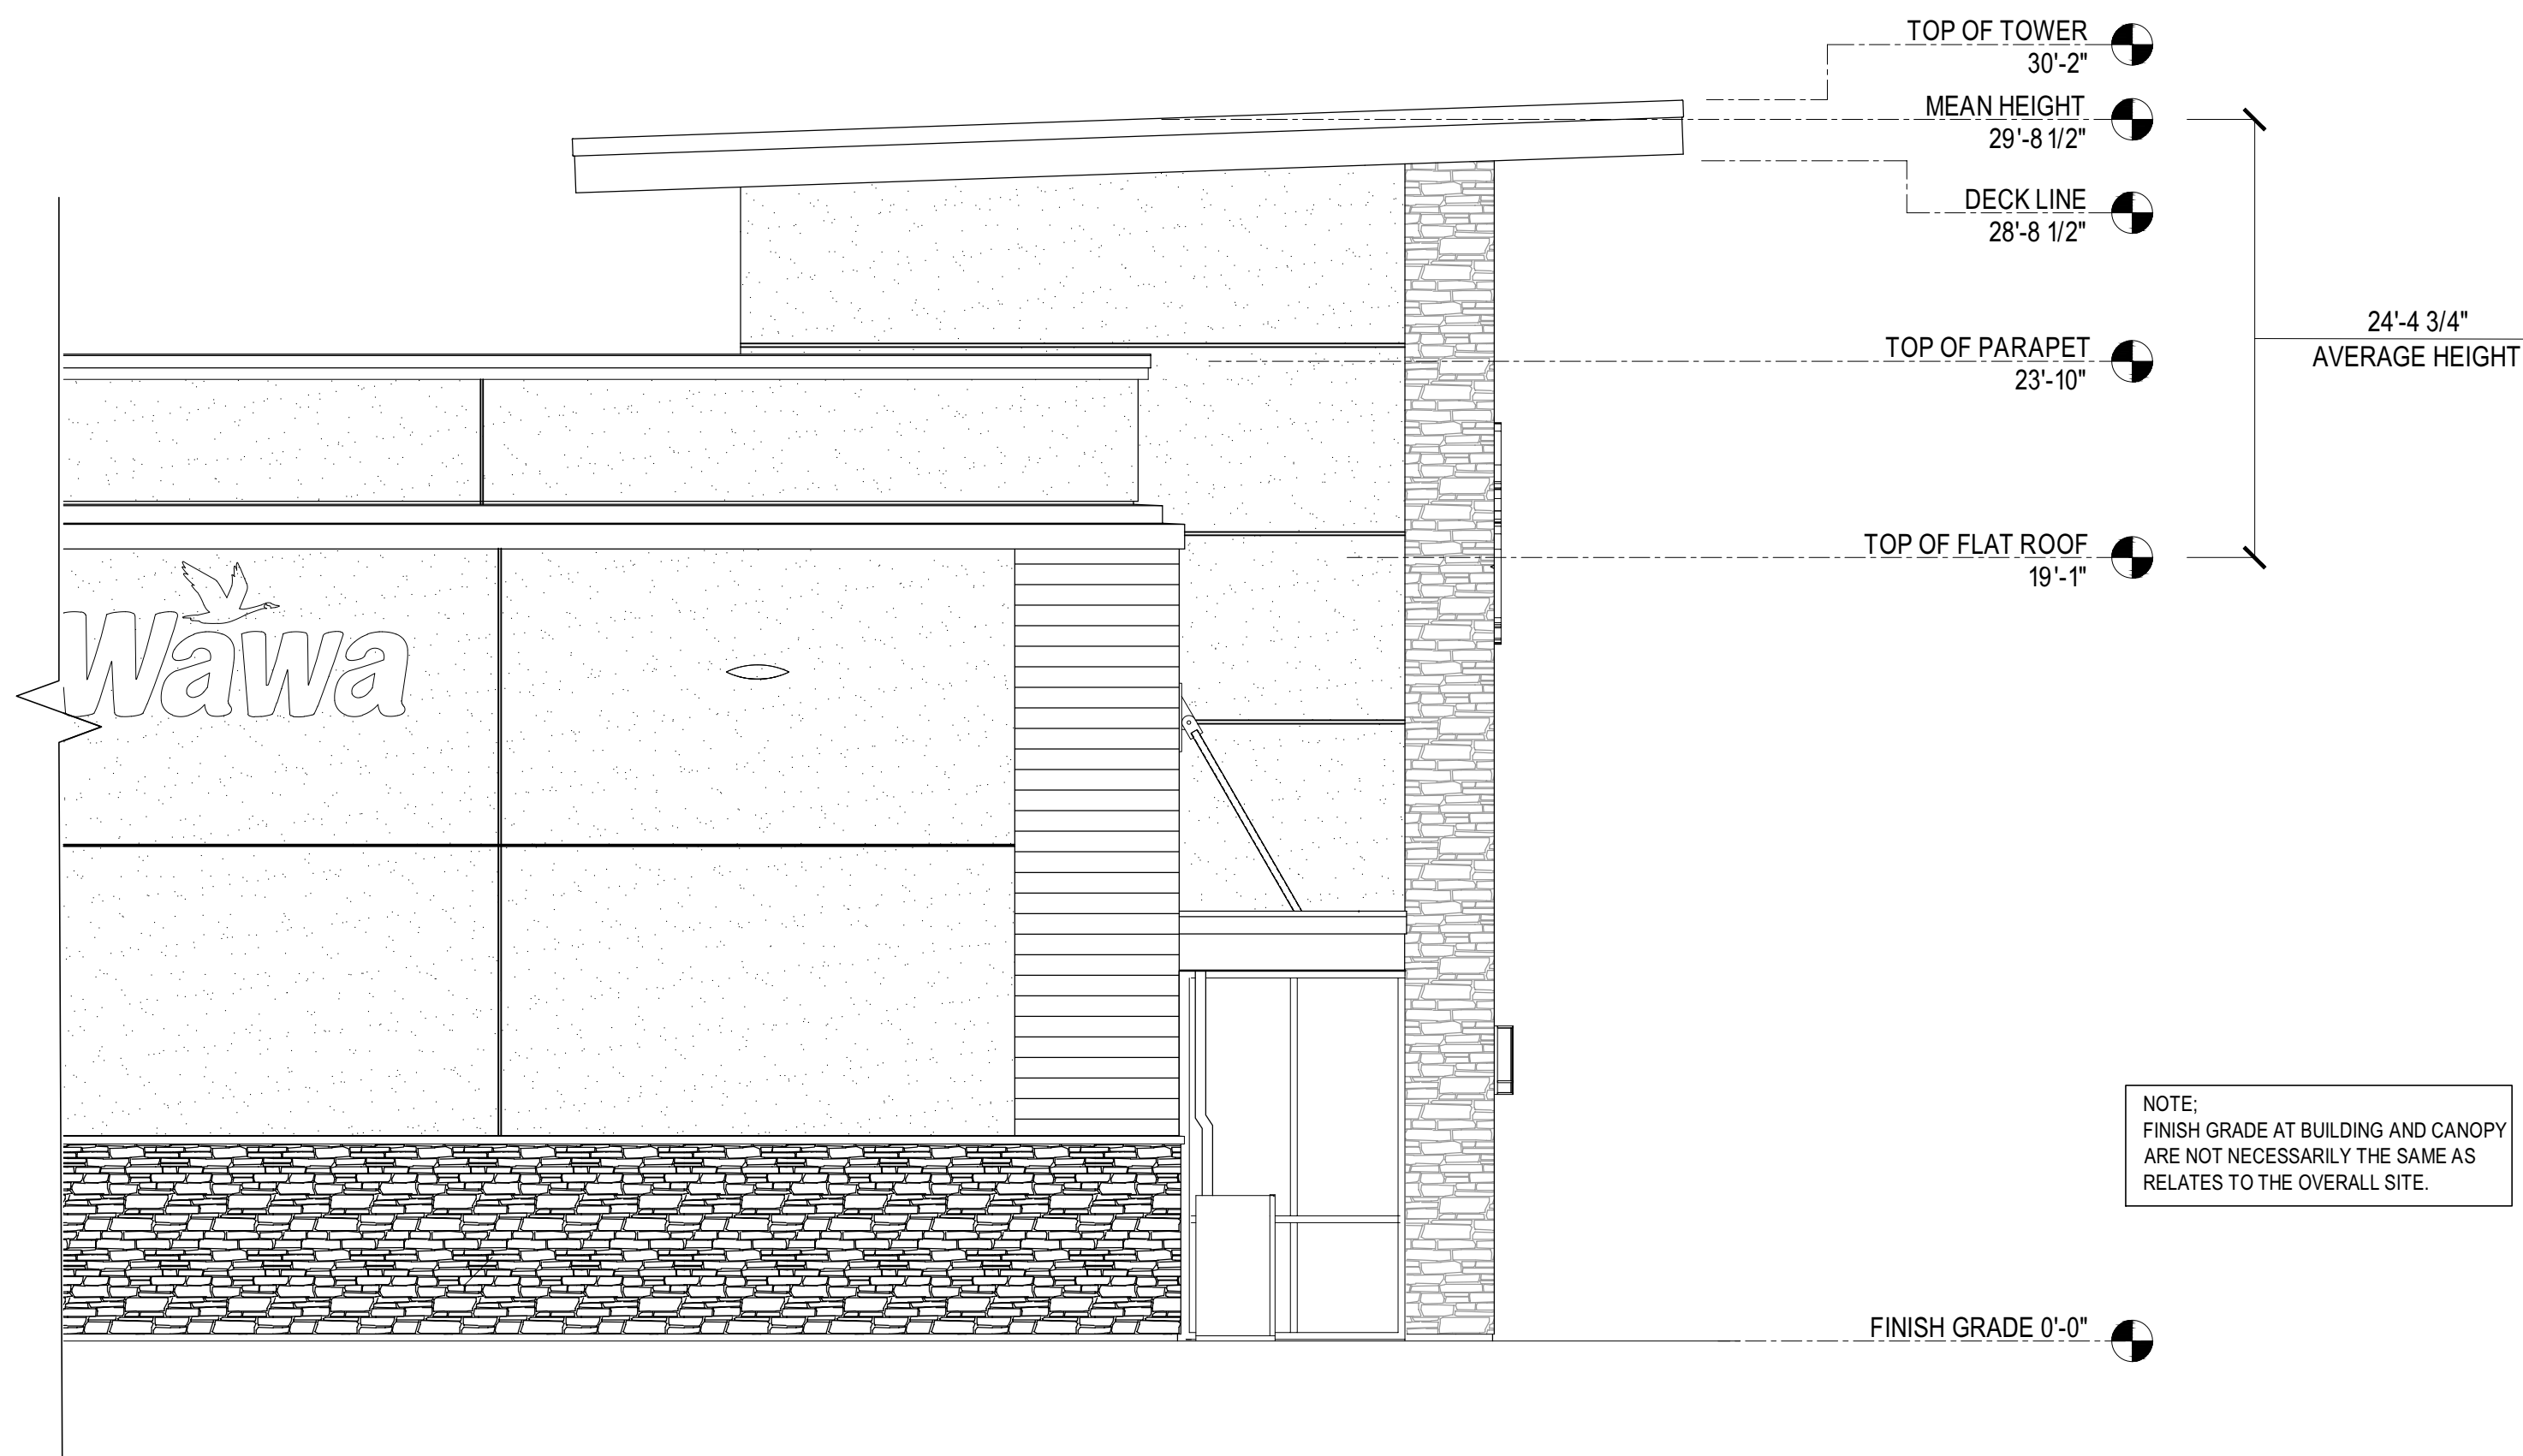 TOP OF TOWER
30'-2"
MEAN HEIGHT
29'-8 1/2"
DECK LINE
28'-8 1/2"
24'-4 3/4"
AVERAGE HEIGHT
TOP OF PARAPET
23'-10"
TOP OF FLAT ROOF
19'-1"
Wawa
NOTE;
FINISH GRADE AT BUILDING AND CANOPY
ARE NOT NECESSARILY THE SAME AS
RELATES TO THE OVERALL SITE.
FINISH GRADE 0'-0"